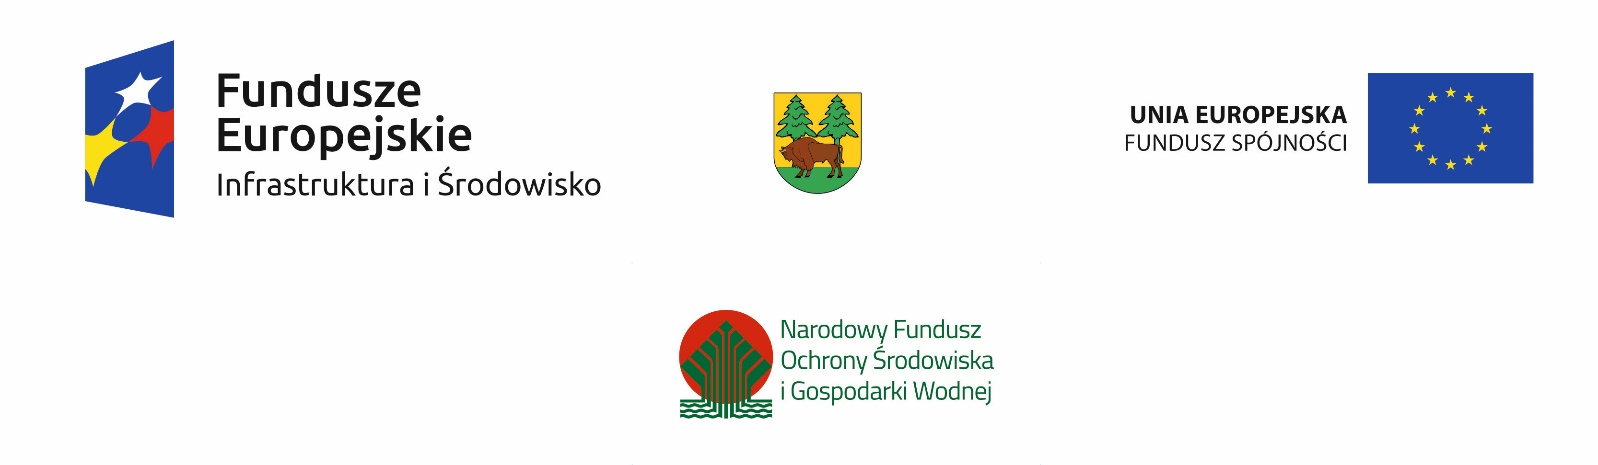 Fundusze
Europejskie
Infrastruktura i Środowisko
UNIA EUROPEJSKA
FUNDUSZ SPÓJNOŚCI
Narodowy Fundusz
Ochrony Środowiska
i Gospodarki Wodnej